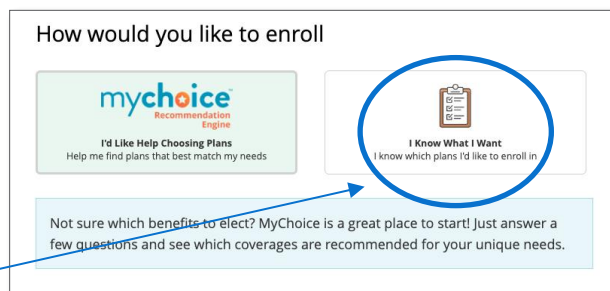 How would you like to enroll
mychoice™
Recommendation
Engine
I'd Like Help Choosing Plans
Help me find plans that best match my needs
I Know What I Want
I know which plans I'd like to enroll in
Not sure which benefits to elect? MyChoice is a great place to start! Just answer a
few questions and see which coverages are recommended for your unique needs.